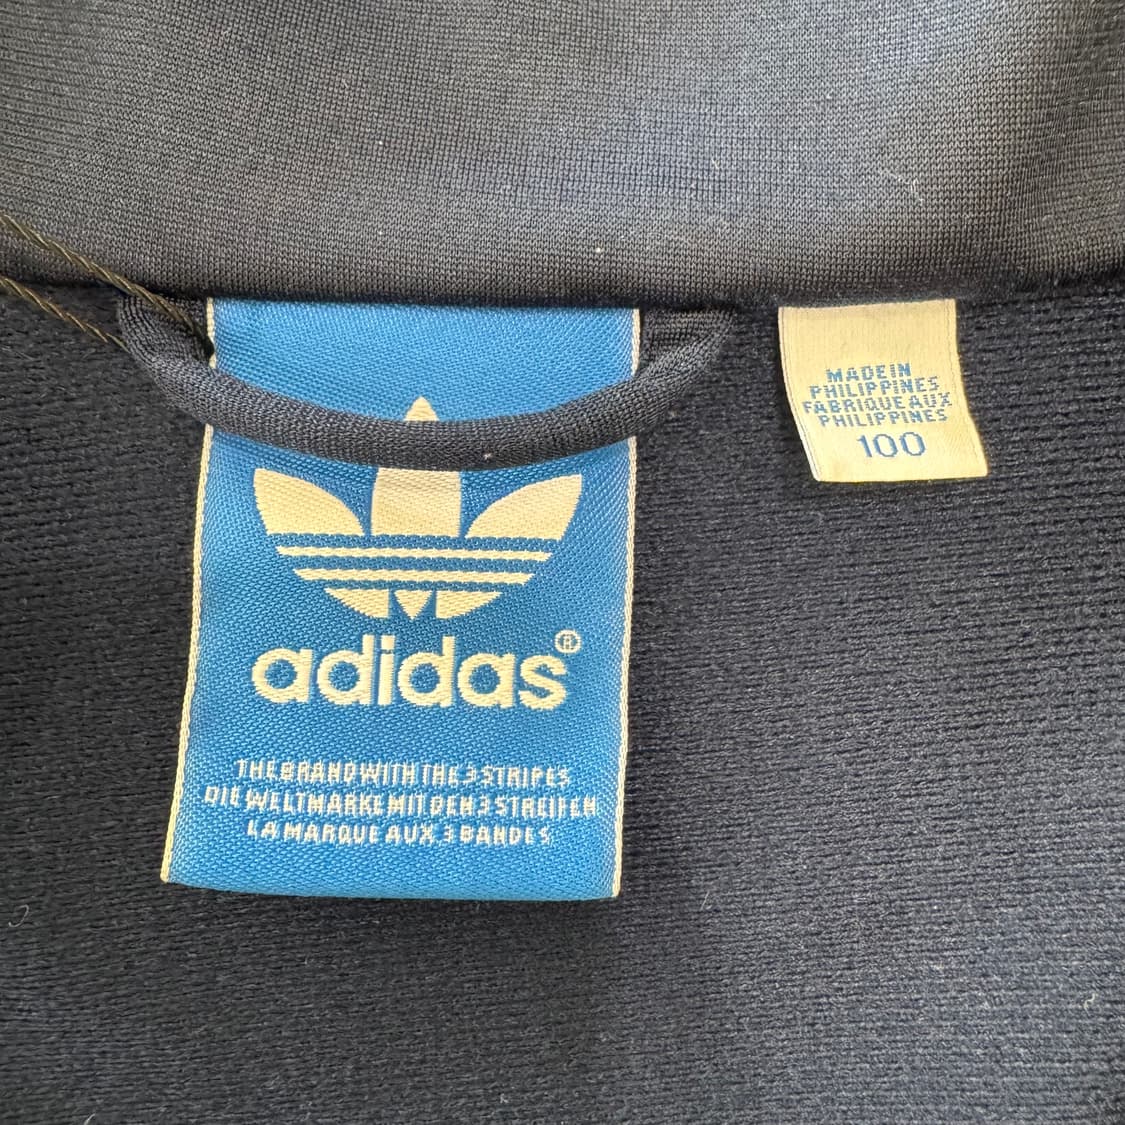 adidas®
THE BRAND WITH THE 3 STRIPES
DIE WELTMARKE MIT DEN 3 STREIFEN
LA MARQUE AUX 3 BANDES
MADE IN
PHILIPPINES
FABRIQUE AUX
PHILIPPINES
100